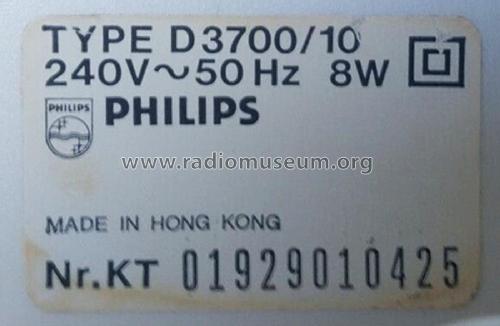 TYPE D3700/10
240V~50Hz 8W
PHILIPS
PHILIPS
www.radiomuseum.org
MADE IN HONG KONG
Nr.KT 01929010425